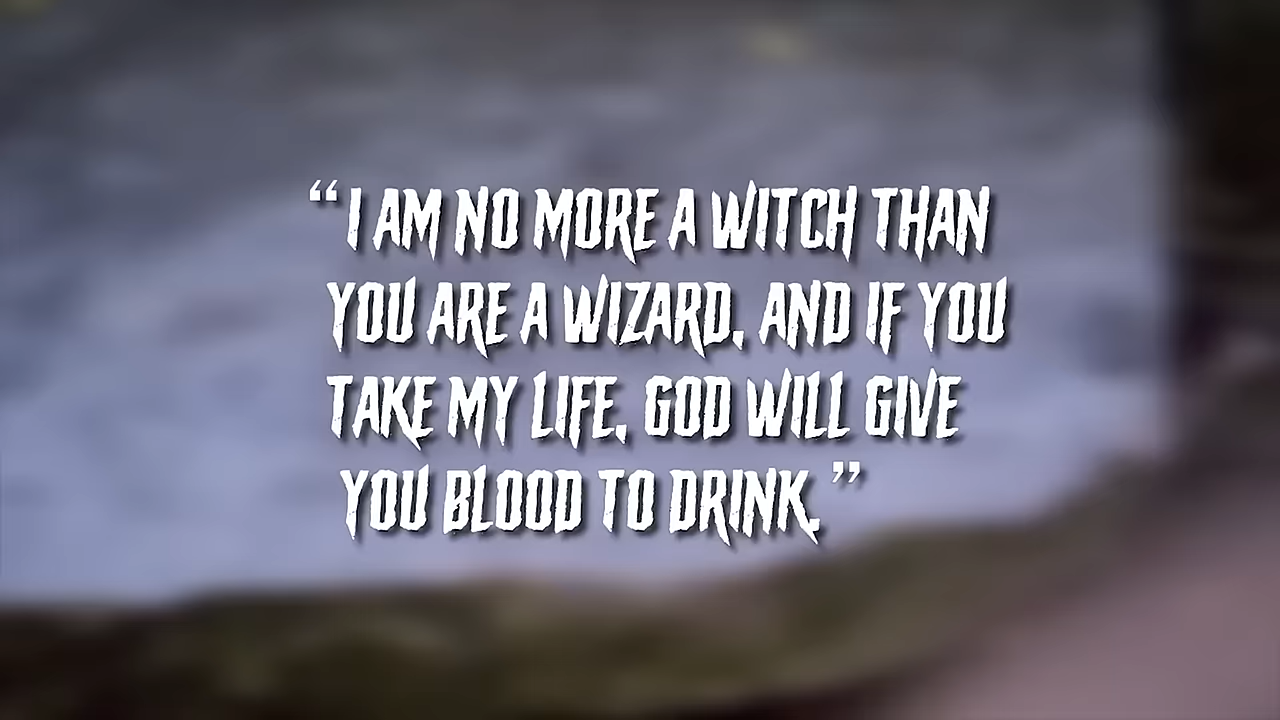 “I AM NO MORE A WITCH THAN
YOU ARE A WIZARD, AND IF YOU
TAKE MY LIFE, GOD WILL GIVE
YOU BLOOD TO DRINK.”